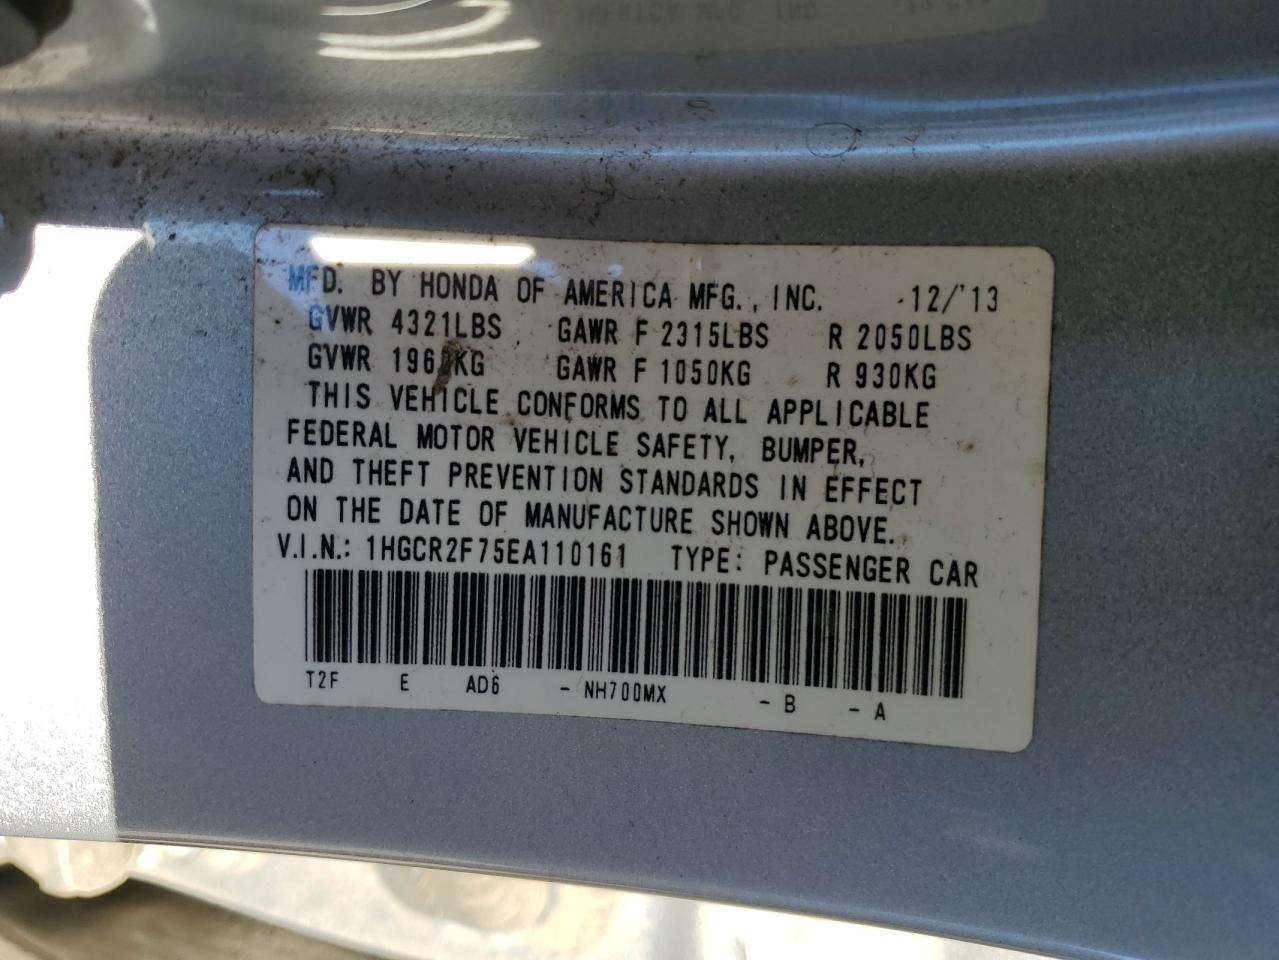 MFD. BY HONDA OF AMERICA MFG., INC. 12/'13
GVWR 4321LBS GAWR F 2315LBS R 2050LBS
GVWR 1960KG GAWR F 1050KG R 930KG
THIS VEHICLE CONFORMS TO ALL APPLICABLE
FEDERAL MOTOR VEHICLE SAFETY, BUMPER,
AND THEFT PREVENTION STANDARDS IN EFFECT
ON THE DATE OF MANUFACTURE SHOWN ABOVE.
V.I.N.: 1HGCR2F75EA110161 TYPE: PASSENGER CAR
T2F E AD6 - NH700MX - B - A